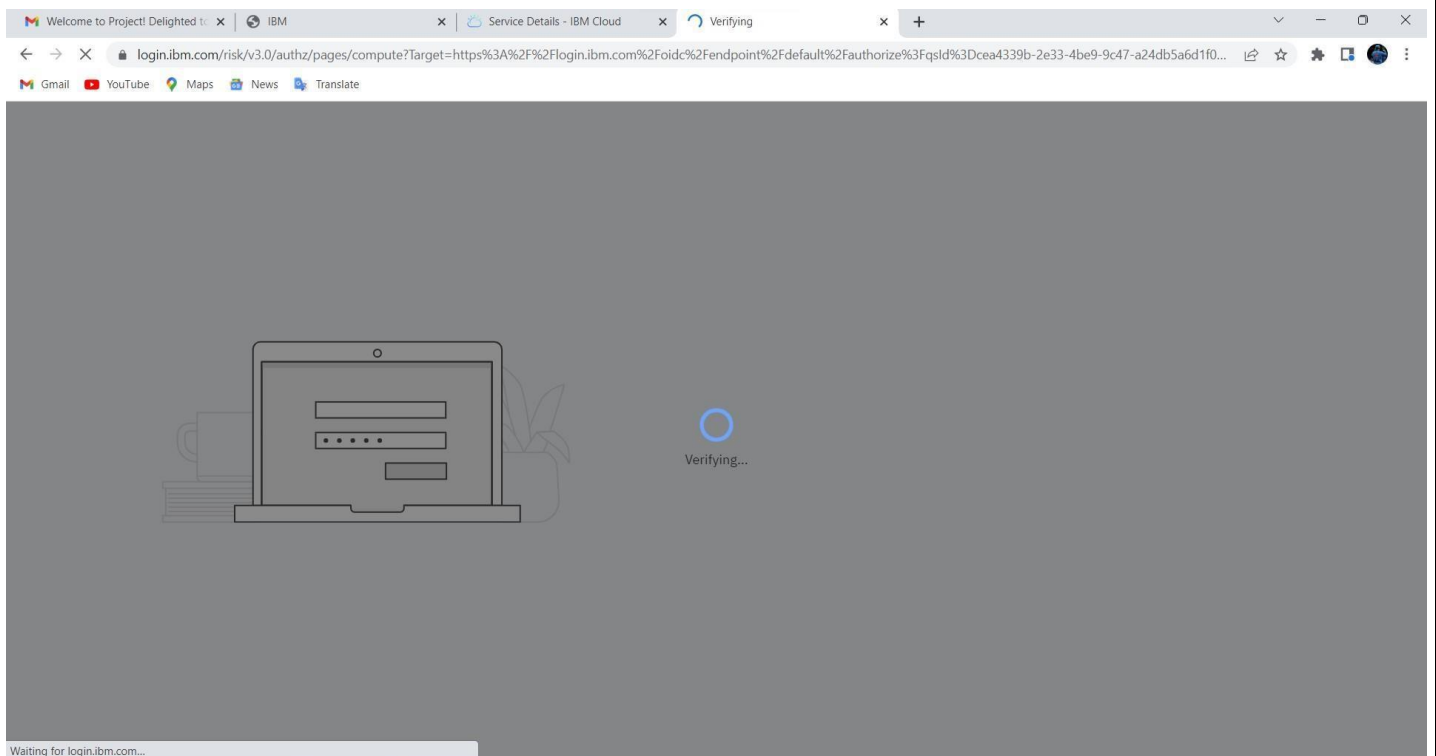 Welcome to Project! Delighted to
IBM
Service Details - IBM Cloud
Verifying
login.ibm.com/risk/v3.0/authz/pages/compute?Target=https%3A%2F%2Flogin.ibm.com%2Foidc%2Fendpoint%2Fdefault%2Fauthorize%3FqsId%3Dcea4339b-2e33-4be9-9c47-a24db5a6d1f0...
Gmail YouTube Maps News Translate
Verifying...
Waiting for login.ibm.com...